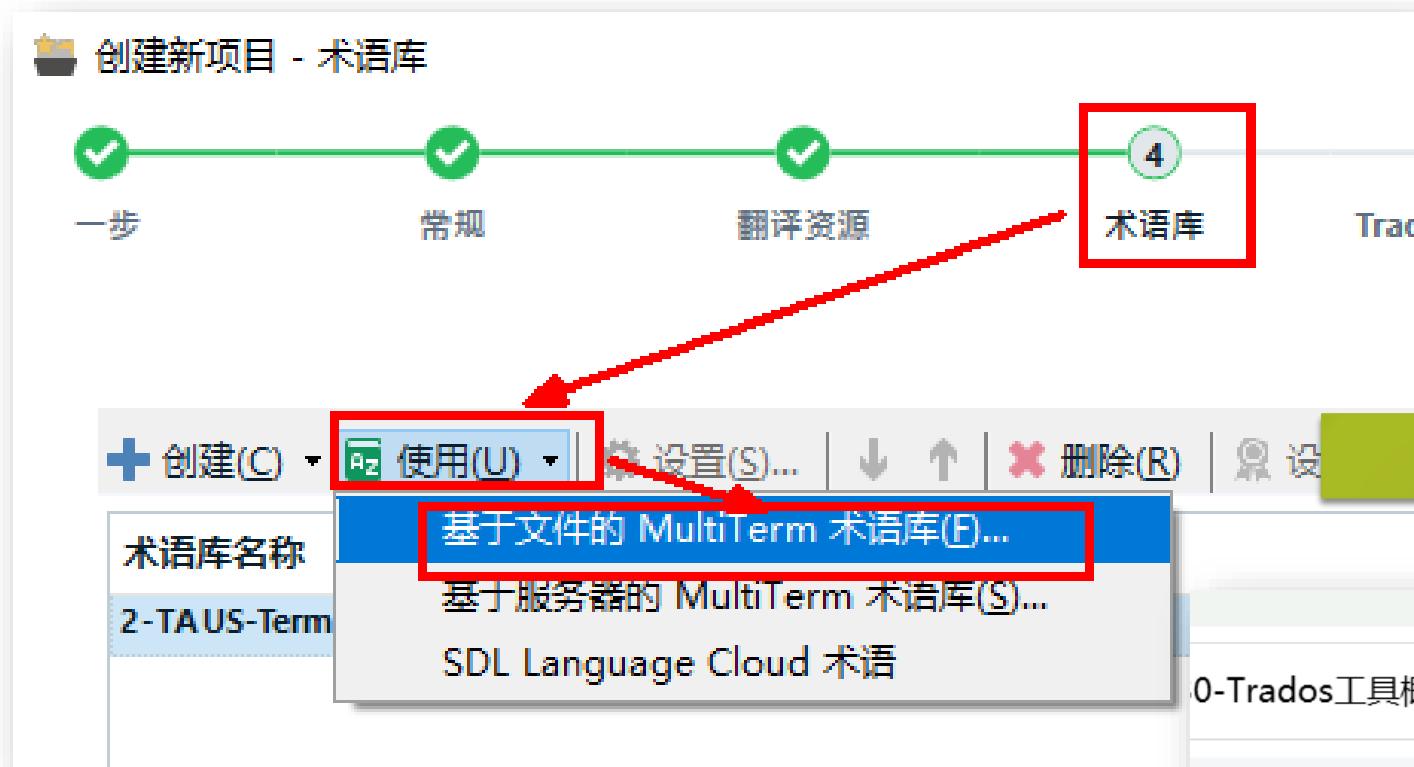 创建新项目 - 术语库
4
一步 常规 翻译资源 术语库 Trad
创建(C) 使用(U) 设置(S)... 删除(R) 设
术语库名称
基于文件的 MultiTerm 术语库(F)...
2-TAUS-Term
基于服务器的 MultiTerm 术语库(S)...
SDL Language Cloud 术语
0-Trados工具概